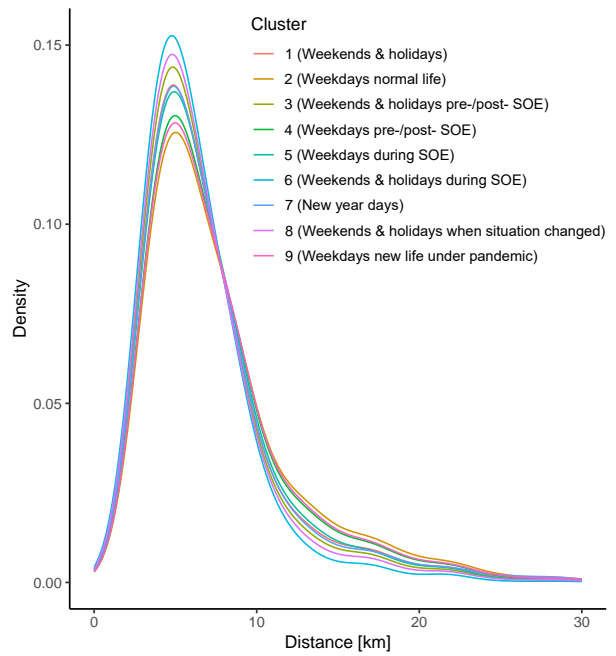 Cluster
1 (Weekends & holidays)
2 (Weekdays normal life)
3 (Weekends & holidays pre-/post- SOE)
4 (Weekdays pre-/post- SOE)
5 (Weekdays during SOE)
6 (Weekends & holidays during SOE)
7 (New year days)
8 (Weekends & holidays when situation changed)
9 (Weekdays new life under pandemic)
0.15
0.10
0.05
0.00
Density
0 10 20 30
Distance [km]